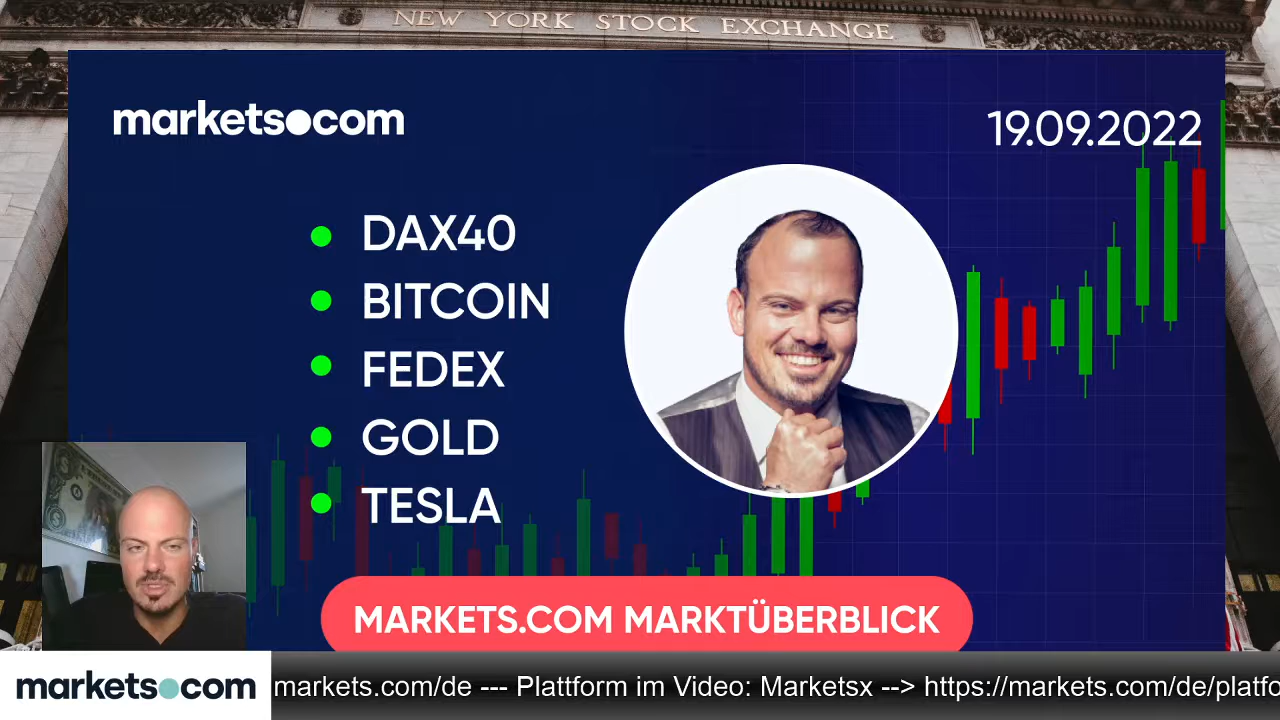 NEW YORK STOCK EXCHANGE
markets.com
19.09.2022
DAX40
BITCOIN
FEDEX
GOLD
TESLA
MARKETS.COM MARKTÜBERBLICK
markets.com
markets.com/de --- Plattform im Video: Marketsx --> https://markets.com/de/platfo